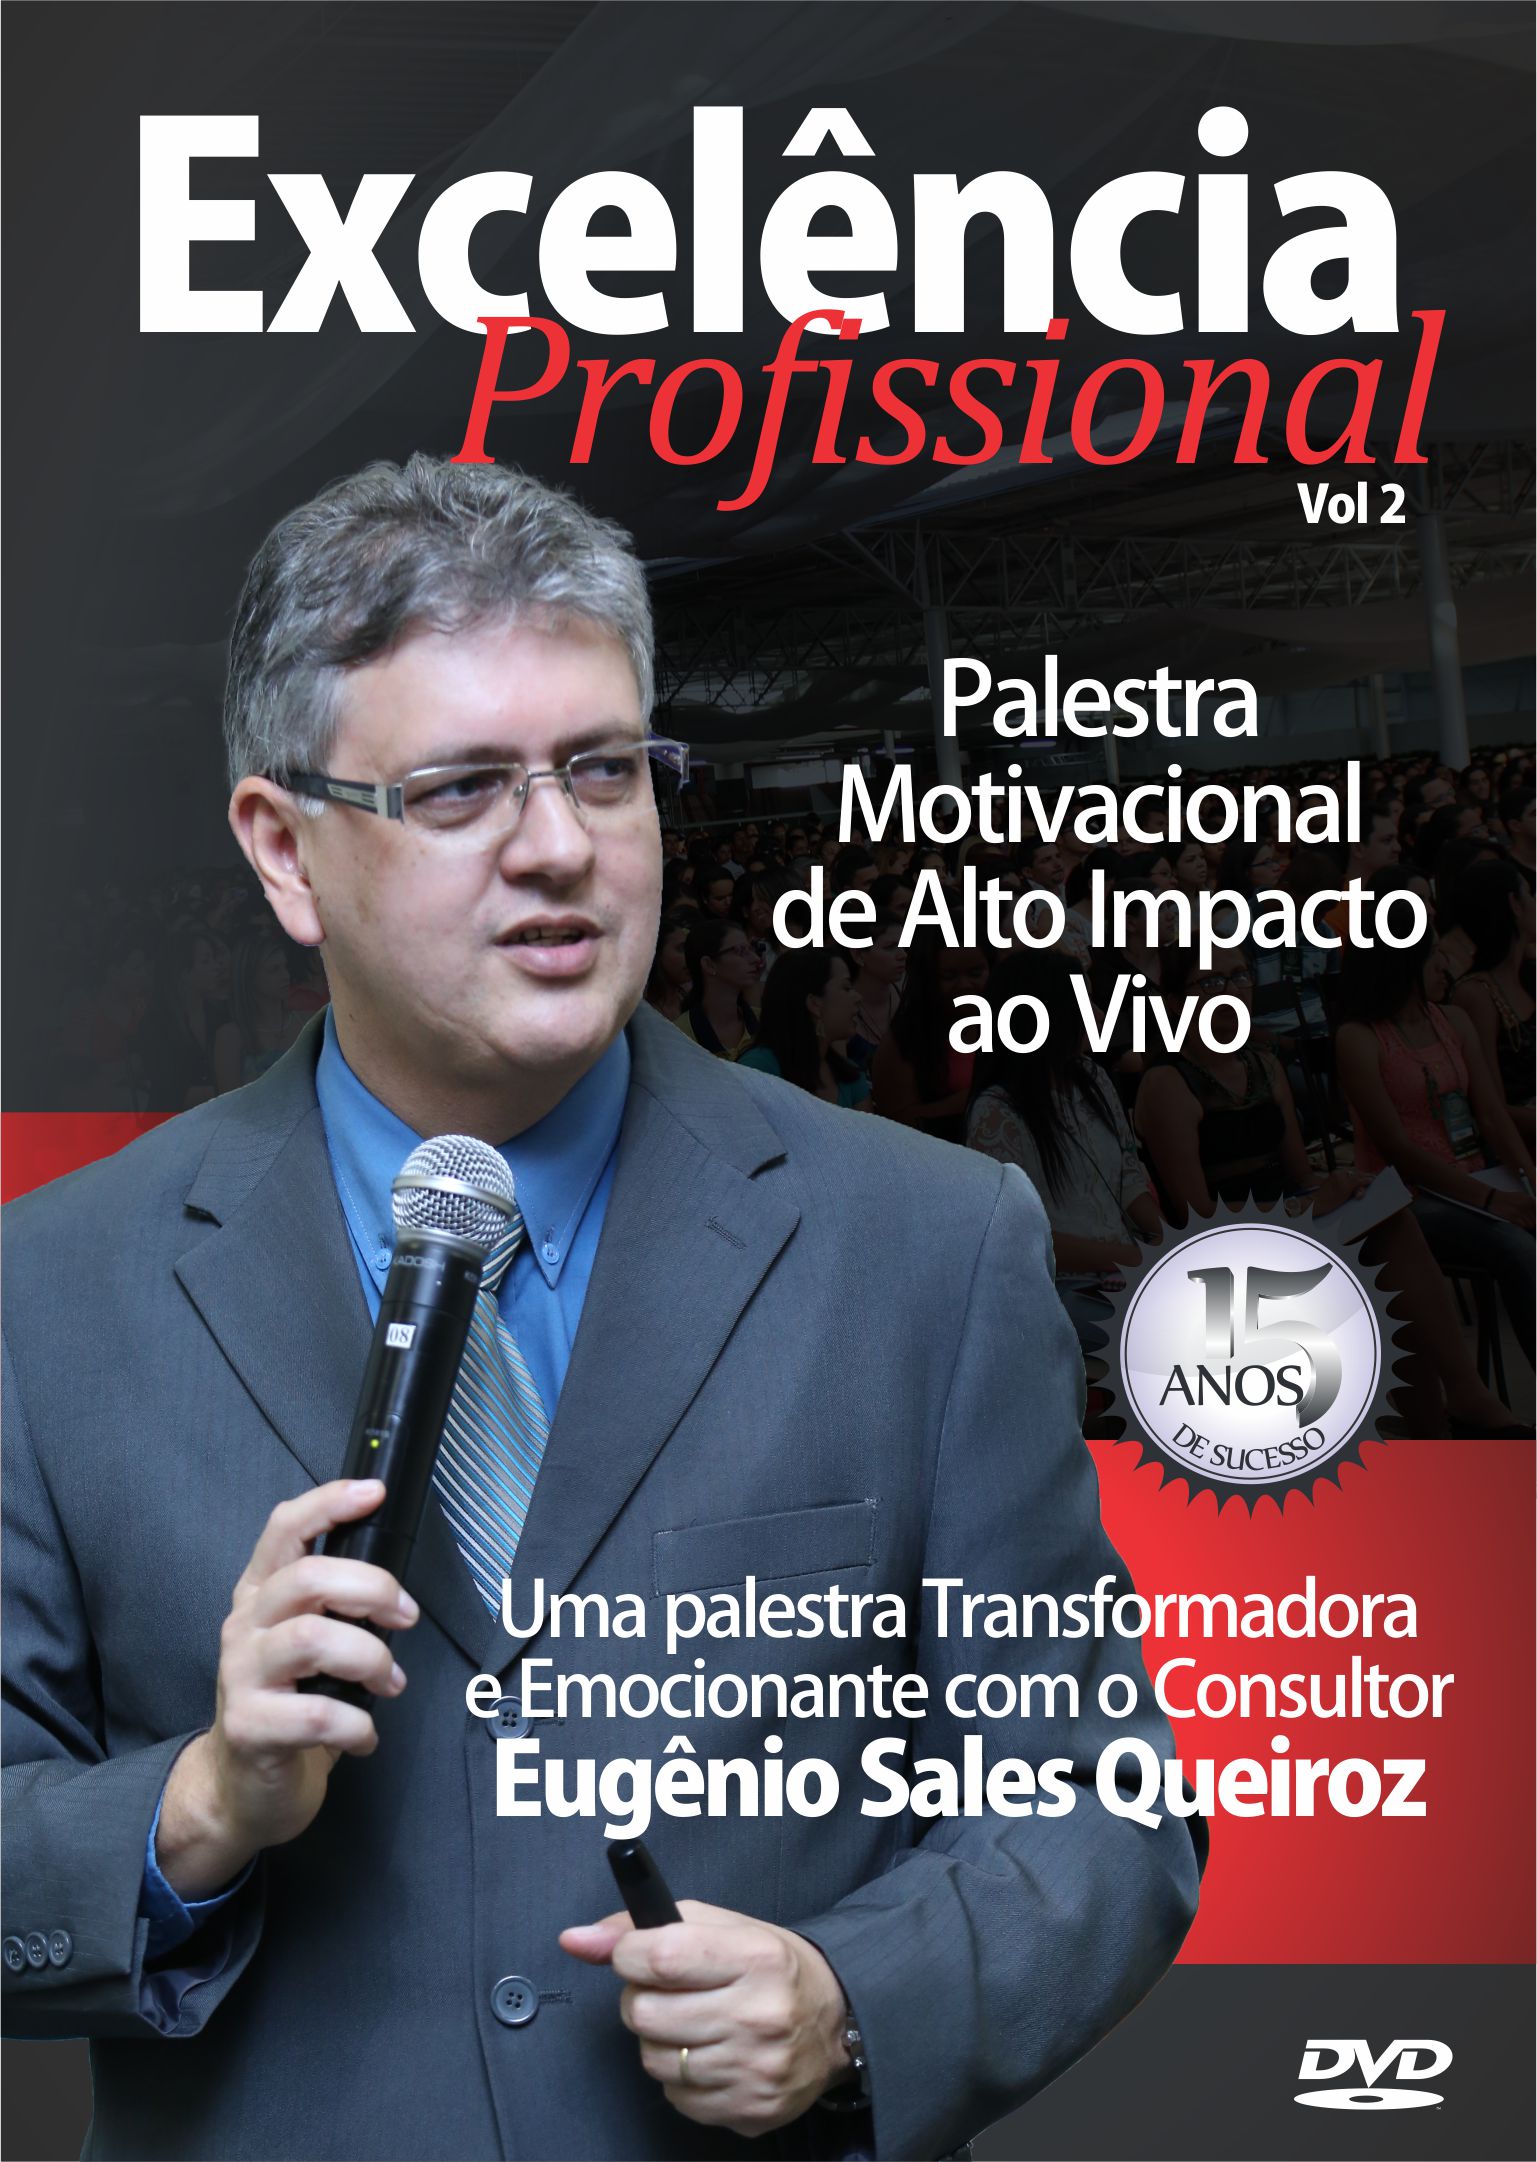 Excelência
Profissional
Vol 2
Palestra
Motivacional
de Alto Impacto
ao Vivo
15
ANOS
DE SUCESSO
08
Uma palestra Transformadora
e Emocionante com o Consultor
Eugênio Sales Queiroz
DVD